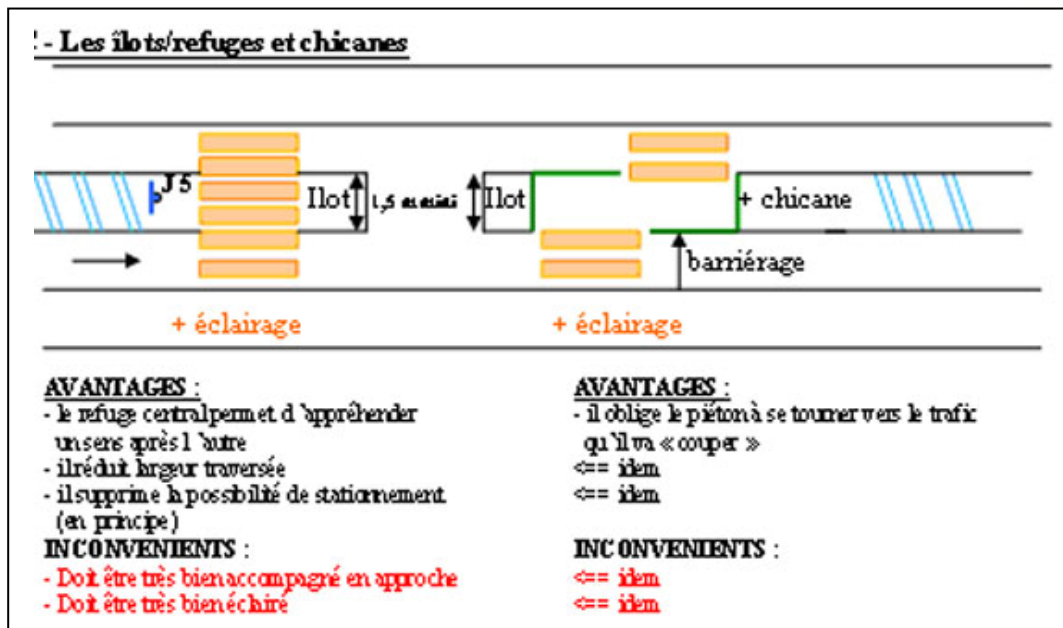 - Les îlots/refuges et chicanes
J5
Ilot
1,5 m mini
Ilot
+ chicane
barriérage
+ éclairage
+ éclairage
AVANTAGES :
- le refuge central permet d'appréhender
un sens après l'autre
- il réduit largeur traversée
- il supprime la possibilité de stationnement
(en principe)
INCONVENIENTS :
- Doit être très bien accompagné en approche
- Doit être très bien éclairé
AVANTAGES :
- il oblige le piéton à se tourner vers le trafic
qu'il va « couper »
<== idem
<== idem
INCONVENIENTS :
<== idem
<== idem